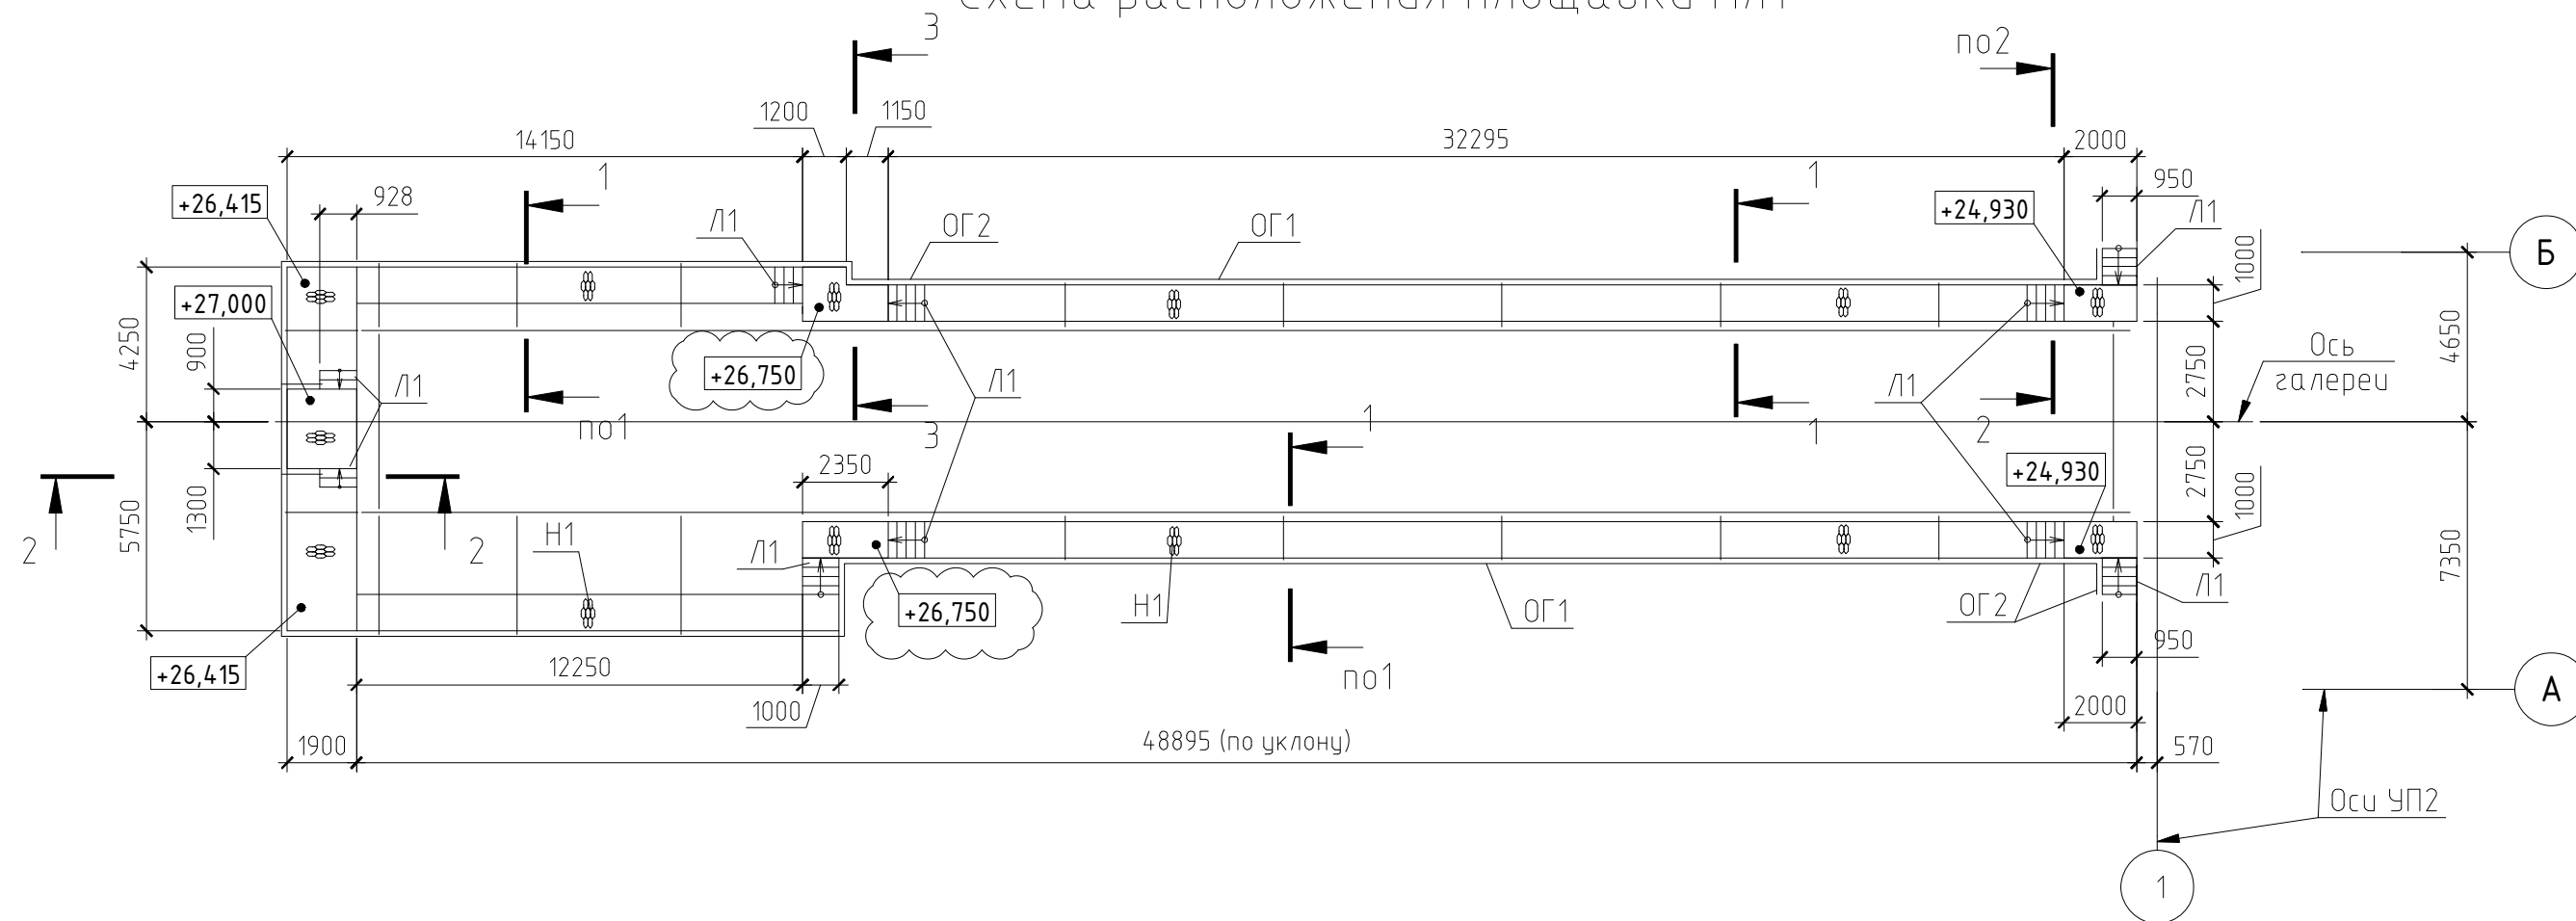 3
по2
1200
1150
14150
32295
2000
1
1
950
+26,415
928
+24,930
Л1
Л1
ОГ2
ОГ1
1000
Б
+27,000
4250
900
4650
+26,750
Л1
Л1
Л1
2750
Ось
галереи
по1
3
1
1
2
2350
+24,930
2750
1000
5750
1300
2
2
Н1
Л1
+26,750
Н1
ОГ1
ОГ2
Л1
7350
950
+26,415
12250
по1
А
1000
2000
1900
48895 (по уклону)
570
Оси УП2
1